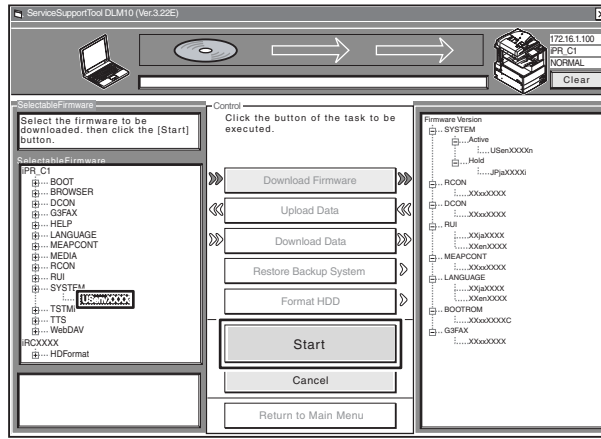 ServiceSupportTool DLM10 (Ver.3.22E)
172.16.1.100
iPR_C1
NORMAL
Clear
SelectableFirmware
Select the firmware to be
downloaded. then click the [Start]
button.
SelectableFirmware
iPR_C1
BOOT
BROWSER
DCON
G3FAX
HELP
LANGUAGE
MEAPCONT
MEDIA
RCON
RUI
SYSTEM
USenvXXXX
TSTMi
TTS
WebDAV
iRCXXXX
HDFormat
Control
Click the button of the task to be
executed.
Download Firmware
Upload Data
Download Data
Restore Backup System
Format HDD
Start
Cancel
Return to Main Menu
Firmware Version
SYSTEM
Active
USenXXXXn
Hold
JPjaXXXXi
RCON
XXxxXXXX
DCON
XXxxXXXX
RUI
XXjaXXXX
XXenXXXX
MEAPCONT
XXxxXXXX
LANGUAGE
XXjaXXXX
XXenXXXX
BOOTROM
XXxxXXXXC
G3FAX
XXxxXXXX